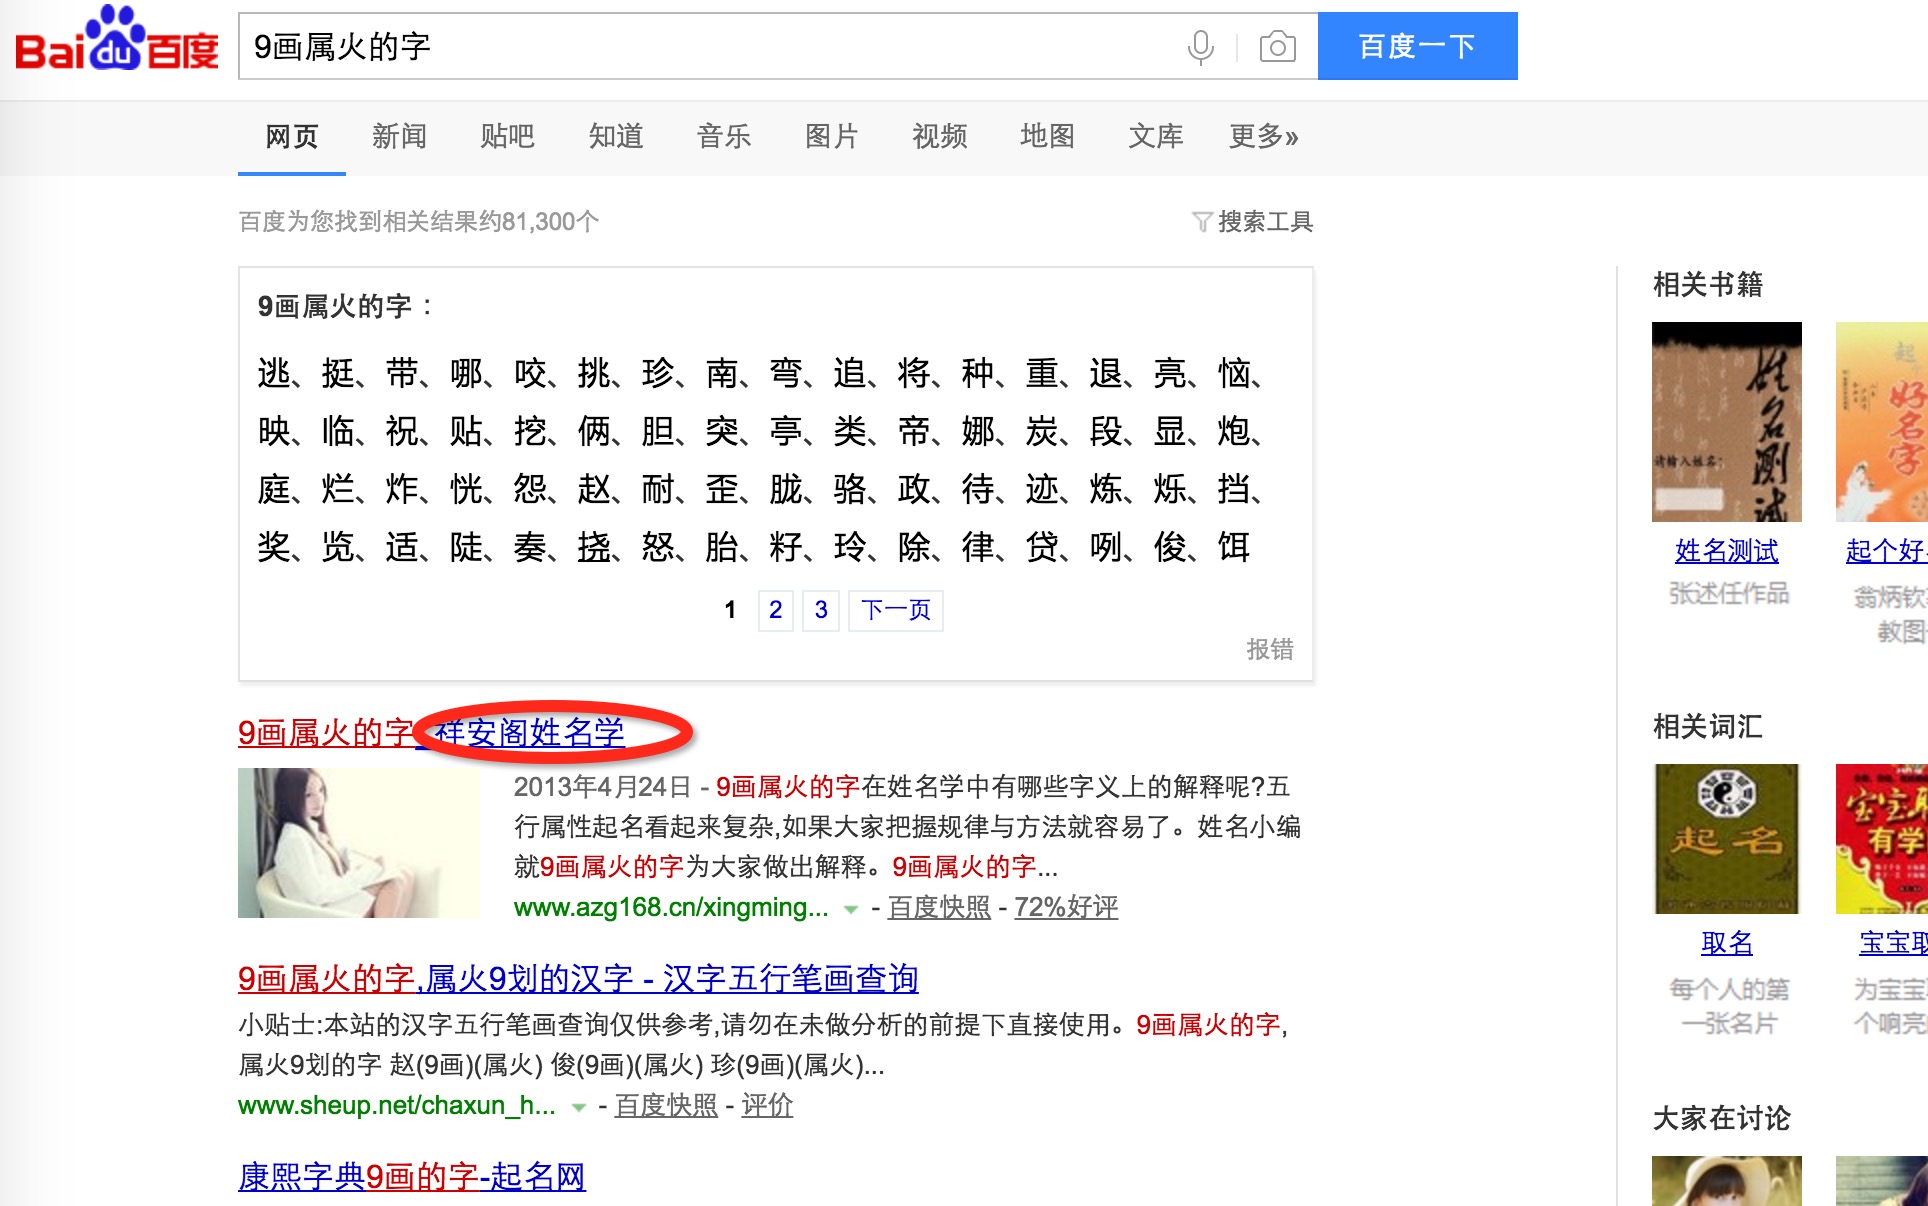 Bai du 百度
9画属火的字
百度一下
网页 新闻 贴吧 知道 音乐 图片 视频 地图 文库 更多»
百度为您找到相关结果约81,300个 搜索工具
9画属火的字：
逃、挺、带、哪、咬、挑、珍、南、弯、追、将、种、重、退、亮、恼、
映、临、祝、贴、挖、俩、胆、突、亭、类、帝、娜、炭、段、显、炮、
庭、烂、炸、恍、怨、赵、耐、歪、胧、骆、政、待、迹、炼、烁、挡、
奖、览、适、陡、奏、挠、怒、胎、籽、玲、除、律、贷、咧、俊、饵
1 2 3 下一页
报错
9画属火的字_祥安阁姓名学
2013年4月24日 - 9画属火的字在姓名学中有哪些字义上的解释呢?五
行属性起名看起来复杂,如果大家把握规律与方法就容易了。姓名小编
就9画属火的字为大家做出解释。9画属火的字...
www.azg168.cn/xingming... - 百度快照 - 72%好评
9画属火的字,属火9划的汉字 - 汉字五行笔画查询
小贴士:本站的汉字五行笔画查询仅供参考,请勿在未做分析的前提下直接使用。9画属火的字,
属火9划的字 赵(9画)(属火) 俊(9画)(属火) 珍(9画)(属火)...
www.sheup.net/chaxun_h... - 百度快照 - 评价
康熙字典9画的字-起名网
相关书籍
姓名测试
请输入姓名:
起
好名字
姓名测试
张述任作品
起个好
翁炳钦
教图
相关词汇
起名
宝宝取
有学
取名
每个人的第
一张名片
宝宝取
为宝宝
个响亮
大家在讨论